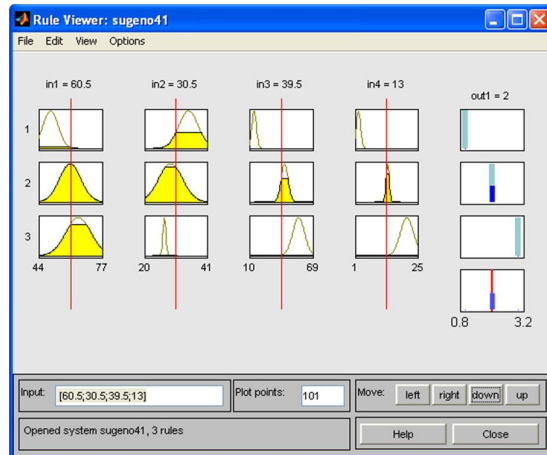 Rule Viewer: sugeno41
File Edit View Options
in1 = 60.5 in2 = 30.5 in3 = 39.5 in4 = 13 out1 = 2
1
2
3
44 77 20 41 10 69 1 25
0.8 3.2
Input: [60.5;30.5;39.5;13] Plot points: 101 Move: left right down up
Opened system sugeno41, 3 rules Help Close